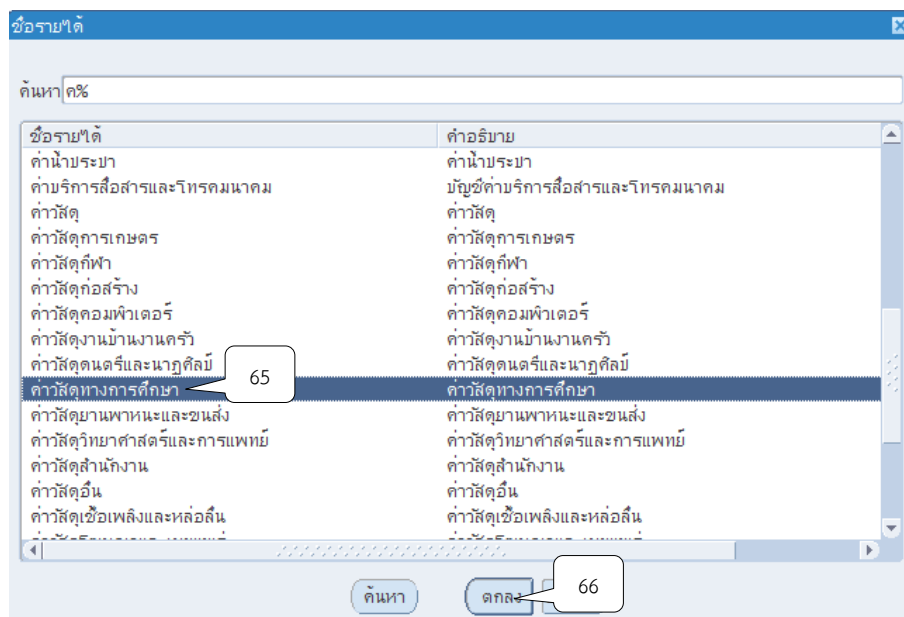 ชื่อรายได้
ค้นหา ค%
ชื่อรายได้ คำอธิบาย
ค่าน้ำประปา ค่าน้ำประปา
ค่าบริการสื่อสารและโทรคมนาคม บัญชีค่าบริการสื่อสารและโทรคมนาคม
ค่าวัสดุ ค่าวัสดุ
ค่าวัสดุการเกษตร ค่าวัสดุการเกษตร
ค่าวัสดุกีฬา ค่าวัสดุกีฬา
ค่าวัสดุก่อสร้าง ค่าวัสดุก่อสร้าง
ค่าวัสดุคอมพิวเตอร์ ค่าวัสดุคอมพิวเตอร์
ค่าวัสดุงานบ้านงานครัว ค่าวัสดุงานบ้านงานครัว
ค่าวัสดุดนตรีและนาฏศิลป์ ค่าวัสดุดนตรีและนาฏศิลป์
65
ค่าวัสดุทางการศึกษา ค่าวัสดุทางการศึกษา
ค่าวัสดุยานพาหนะและขนส่ง ค่าวัสดุยานพาหนะและขนส่ง
ค่าวัสดุวิทยาศาสตร์และการแพทย์ ค่าวัสดุวิทยาศาสตร์และการแพทย์
ค่าวัสดุสำนักงาน ค่าวัสดุสำนักงาน
ค่าวัสดุอื่น ค่าวัสดุอื่น
ค่าวัสดุเชื้อเพลิงและหล่อลื่น ค่าวัสดุเชื้อเพลิงและหล่อลื่น
ค้นหา ตกลง 66